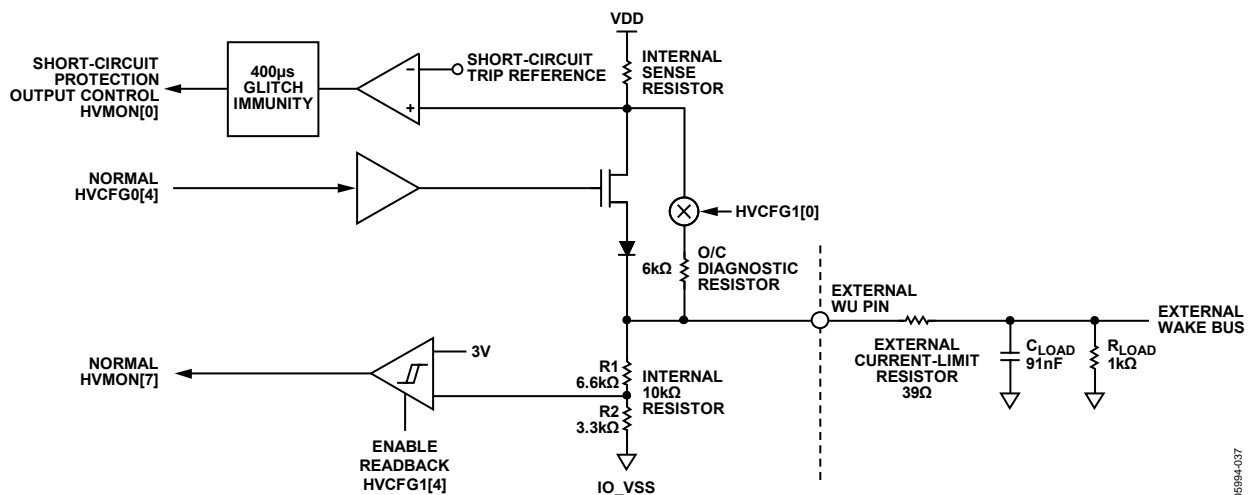 VDD
SHORT-CIRCUIT
PROTECTION
OUTPUT CONTROL
HVMON[0]
400µs
GLITCH
IMMUNITY
–
+
SHORT-CIRCUIT
TRIP REFERENCE
INTERNAL
SENSE
RESISTOR
NORMAL
HVCFG0[4]
HVCFG1[0]
6kΩ
O/C
DIAGNOSTIC
RESISTOR
EXTERNAL
WU PIN
EXTERNAL
WAKE BUS
EXTERNAL
CURRENT-LIMIT
RESISTOR
39Ω
CLOAD
91nF
RLOAD
1kΩ
NORMAL
HVMON[7]
3V
R1
6.6kΩ
R2
3.3kΩ
INTERNAL
10kΩ
RESISTOR
ENABLE
READBACK
HVCFG1[4]
IO_VSS
05994-037